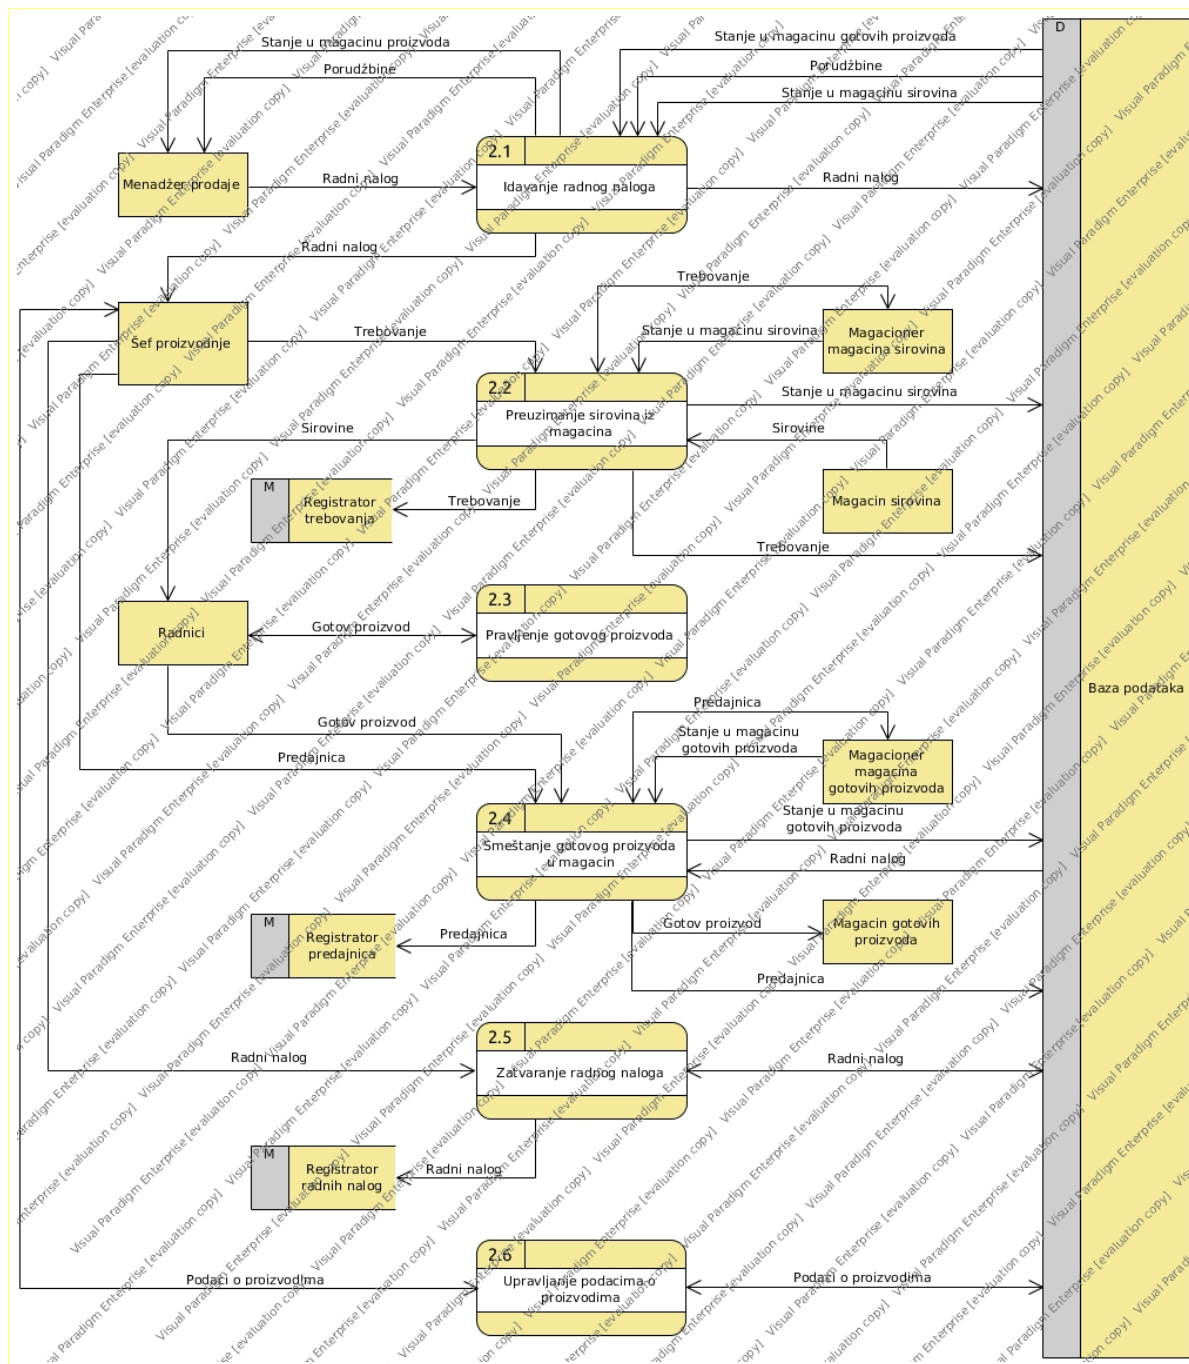 Stanje u magacinu proizvoda
Porudžbine
Stanje u magacinu gotovih proizvoda
Porudžbine
Stanje u magacinu sirovina
D
2.1
Menadžer prodaje
Radni nalog
Idavanje radnog naloga
Radni nalog
Radni nalog
Trebovanje
Šef proizvodnje
Trebovanje
Stanje u magacinu sirovina
Magacioner
magacina sirovina
2.2
Preuzimanje sirovina iz
magacina
Stanje u magacinu sirovina
Sirovine
Sirovine
M
Registrator
trebovanja
Trebovanje
Magacin sirovina
Trebovanje
2.3
Radnici
Gotov proizvod
Pravljenje gotovog proizvoda
Baza podataka
Predajnica
Gotov proizvod
Stanje u magacinu
gotovih proizvoda
Predajnica
Magacioner
magacina
gotovih proizvoda
2.4
Smeštanje gotovog proizvoda
u magacin
Stanje u magacinu
gotovih proizvoda
Radni nalog
M
Registrator
predajnica
Predajnica
Gotov proizvod
Magacin gotovih
proizvoda
Predajnica
2.5
Radni nalog
Zatvaranje radnog naloga
Radni nalog
M
Registrator
radnih nalog
Radni nalog
2.6
Podaci o proizvodima
Upravljanje podacima o
proizvodima
Podaci o proizvodima
Visual Paradigm Enterprise [evaluation copy]